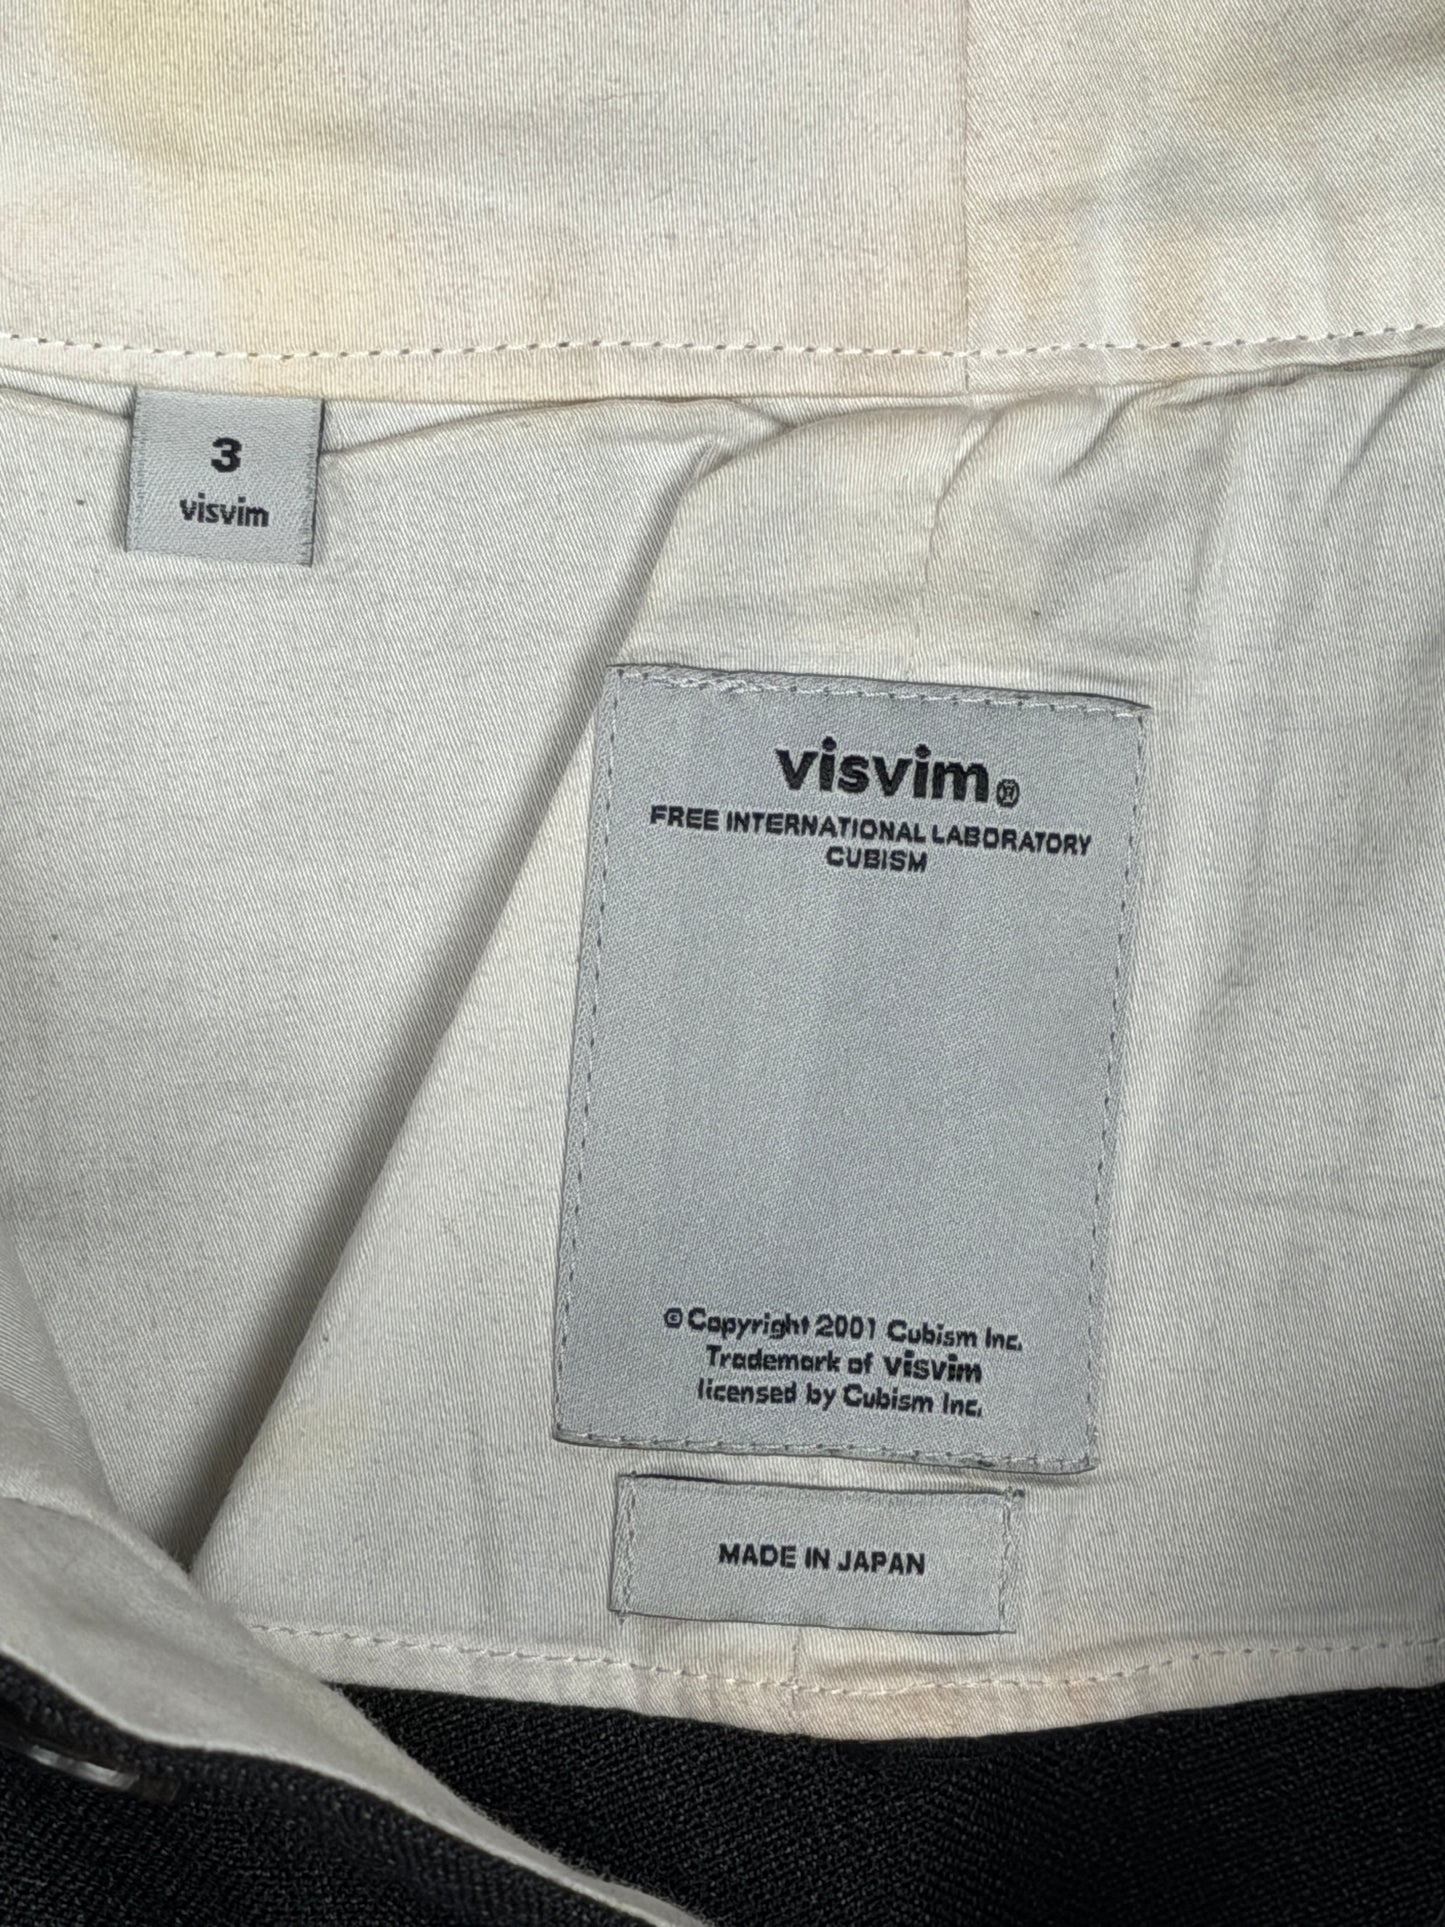 3
visvim
visvim®
FREE INTERNATIONAL LABORATORY
CUBISM
© Copyright 2001 Cubism Inc.
Trademark of visvim
licensed by Cubism Inc.
MADE IN JAPAN